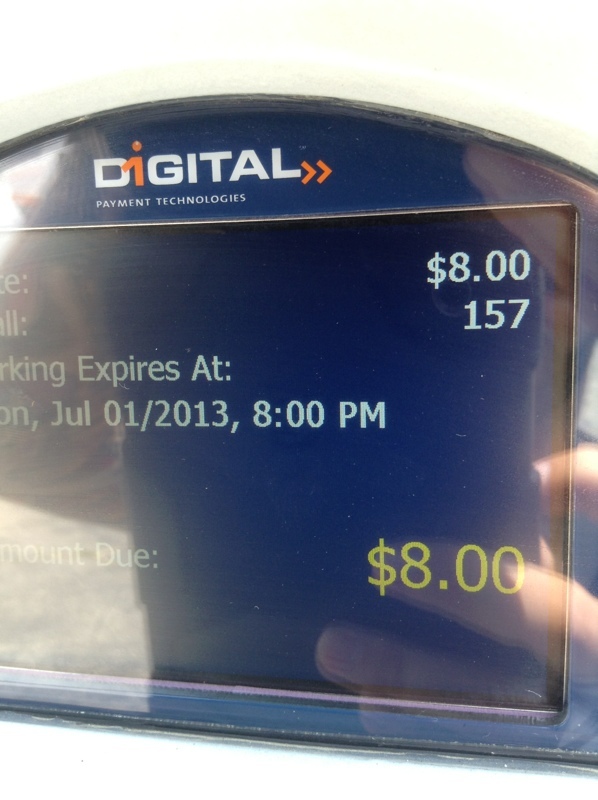 DIGITAL
PAYMENT TECHNOLOGIES
te: $8.00
all: 157
rking Expires At:
on, Jul 01/2013, 8:00 PM
mount Due: $8.00